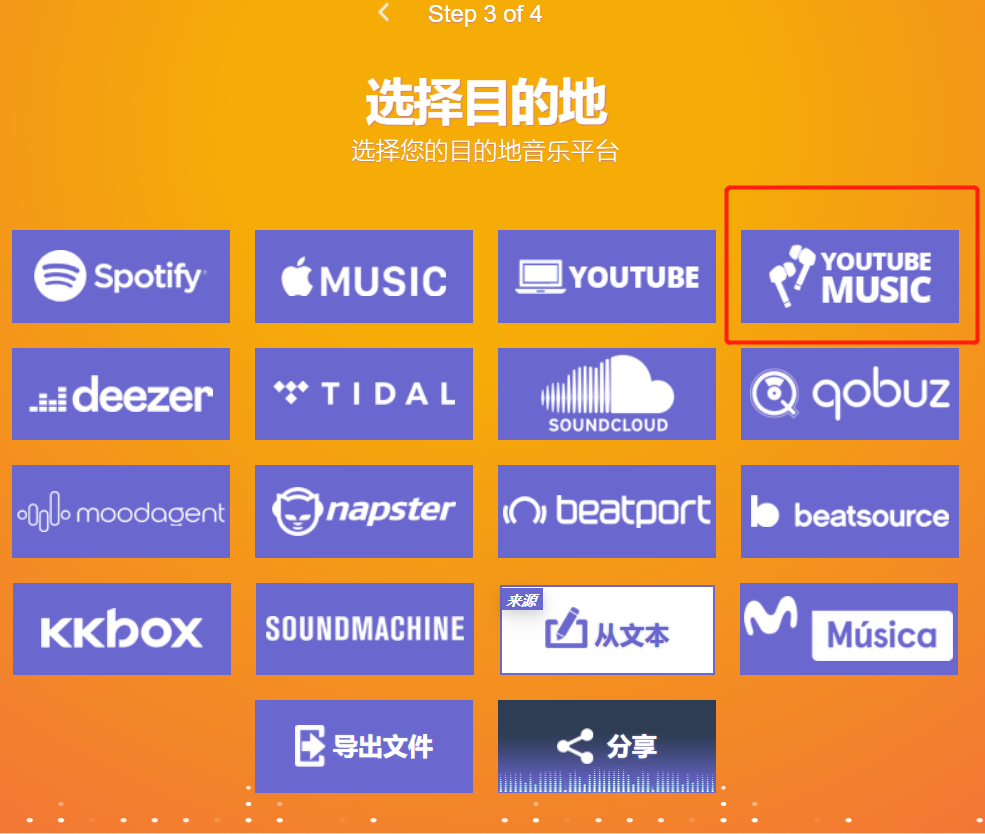 Step 3 of 4
选择目的地
选择您的目的地音乐平台
Spotify
MUSIC
YOUTUBE
YOUTUBE
MUSIC
deezer
TIDAL
SOUNDCLOUD
qobuz
moodagent
napster
beatport
beatsource
KKBOX
SOUNDMACHINE
来源
从文本
Música
导出文件
分享